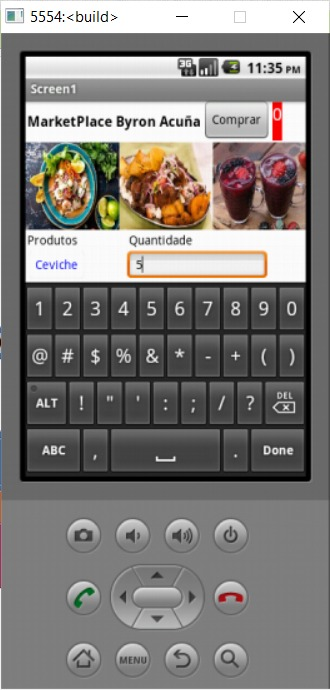 5554:<build>
3G
11:35 PM
Screen1
MarketPlace Byron Acuña
Comprar
0
Produtos
Quantidade
Ceviche
5
1 2 3 4 5 6 7 8 9 0
@ # $ % & * - + ( )
ALT ! " ' : ; / ? DEL
ABC , . Done
MENU